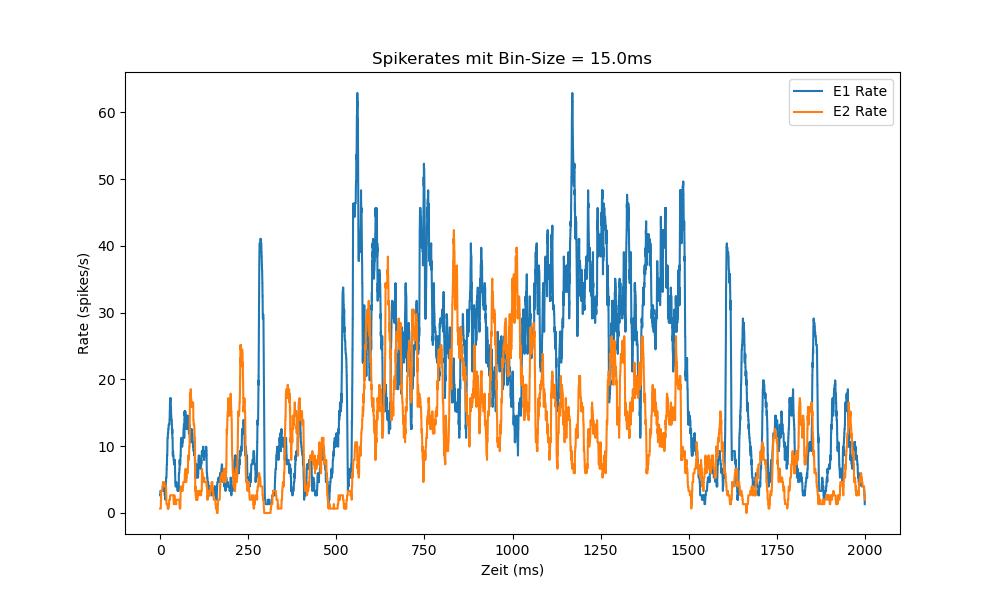 Spikerates mit Bin-Size = 15.0ms
E1 Rate
E2 Rate
60
50
40
30
20
10
0
Rate (spikes/s)
0 250 500 750 1000 1250 1500 1750 2000
Zeit (ms)